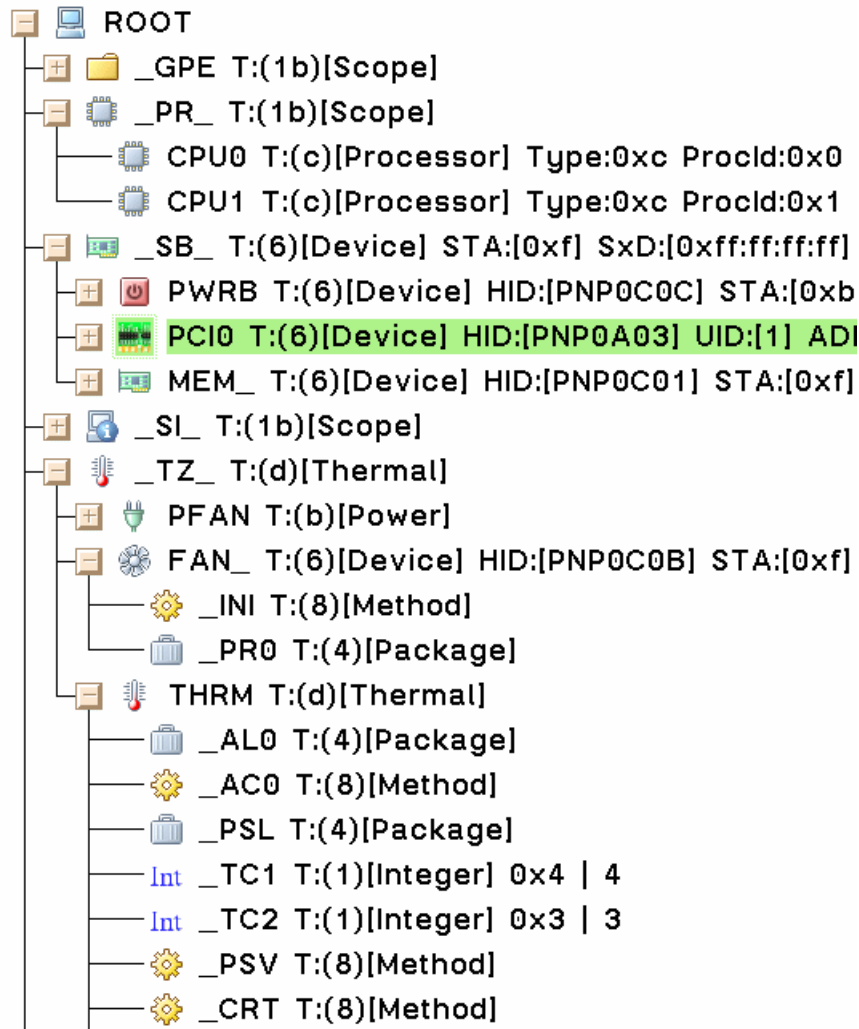 ROOT
_GPE T:(1b)[Scope]
_PR_ T:(1b)[Scope]
CPU0 T:(c)[Processor] Type:0xc ProcId:0x0
CPU1 T:(c)[Processor] Type:0xc ProcId:0x1
_SB_ T:(6)[Device] STA:[0xf] SxD:[0xff:ff:ff:ff]
PWRB T:(6)[Device] HID:[PNP0C0C] STA:[0xb
PCI0 T:(6)[Device] HID:[PNP0A03] UID:[1]
MEM_ T:(6)[Device] HID:[PNP0C01] STA:[0xf]
_SI_ T:(1b)[Scope]
_TZ_ T:(d)[Thermal]
PFAN T:(b)[Power]
FAN_ T:(6)[Device] HID:[PNP0C0B] STA:[0xf]
_INI T:(8)[Method]
_PR0 T:(4)[Package]
THRM T:(d)[Thermal]
_AL0 T:(4)[Package]
_AC0 T:(8)[Method]
_PSL T:(4)[Package]
Int _TC1 T:(1)[Integer] 0x4 | 4
Int _TC2 T:(1)[Integer] 0x3 | 3
_PSV T:(8)[Method]
_CRT T:(8)[Method]